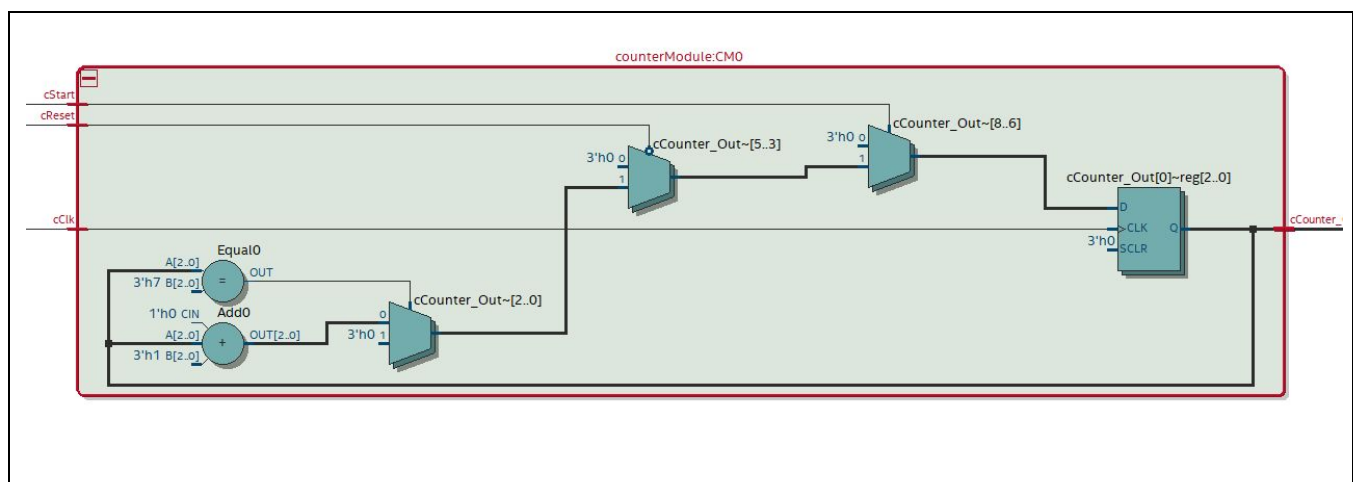 counterModule:CM0
cStart
cReset
cCounter_Out~[8..6]
3'h0 0
1
cCounter_Out~[5..3]
3'h0 0
1
cCounter_Out[0]~reg[2..0]
D
cClk
>CLK Q
cCounter_
3'h0 SCLR
Equal0
A[2..0]
= OUT
3'h7 B[2..0]
cCounter_Out~[2..0]
Add0
1'h0 CIN
0
A[2..0]
+ OUT[2..0]
3'h0 1
3'h1 B[2..0]